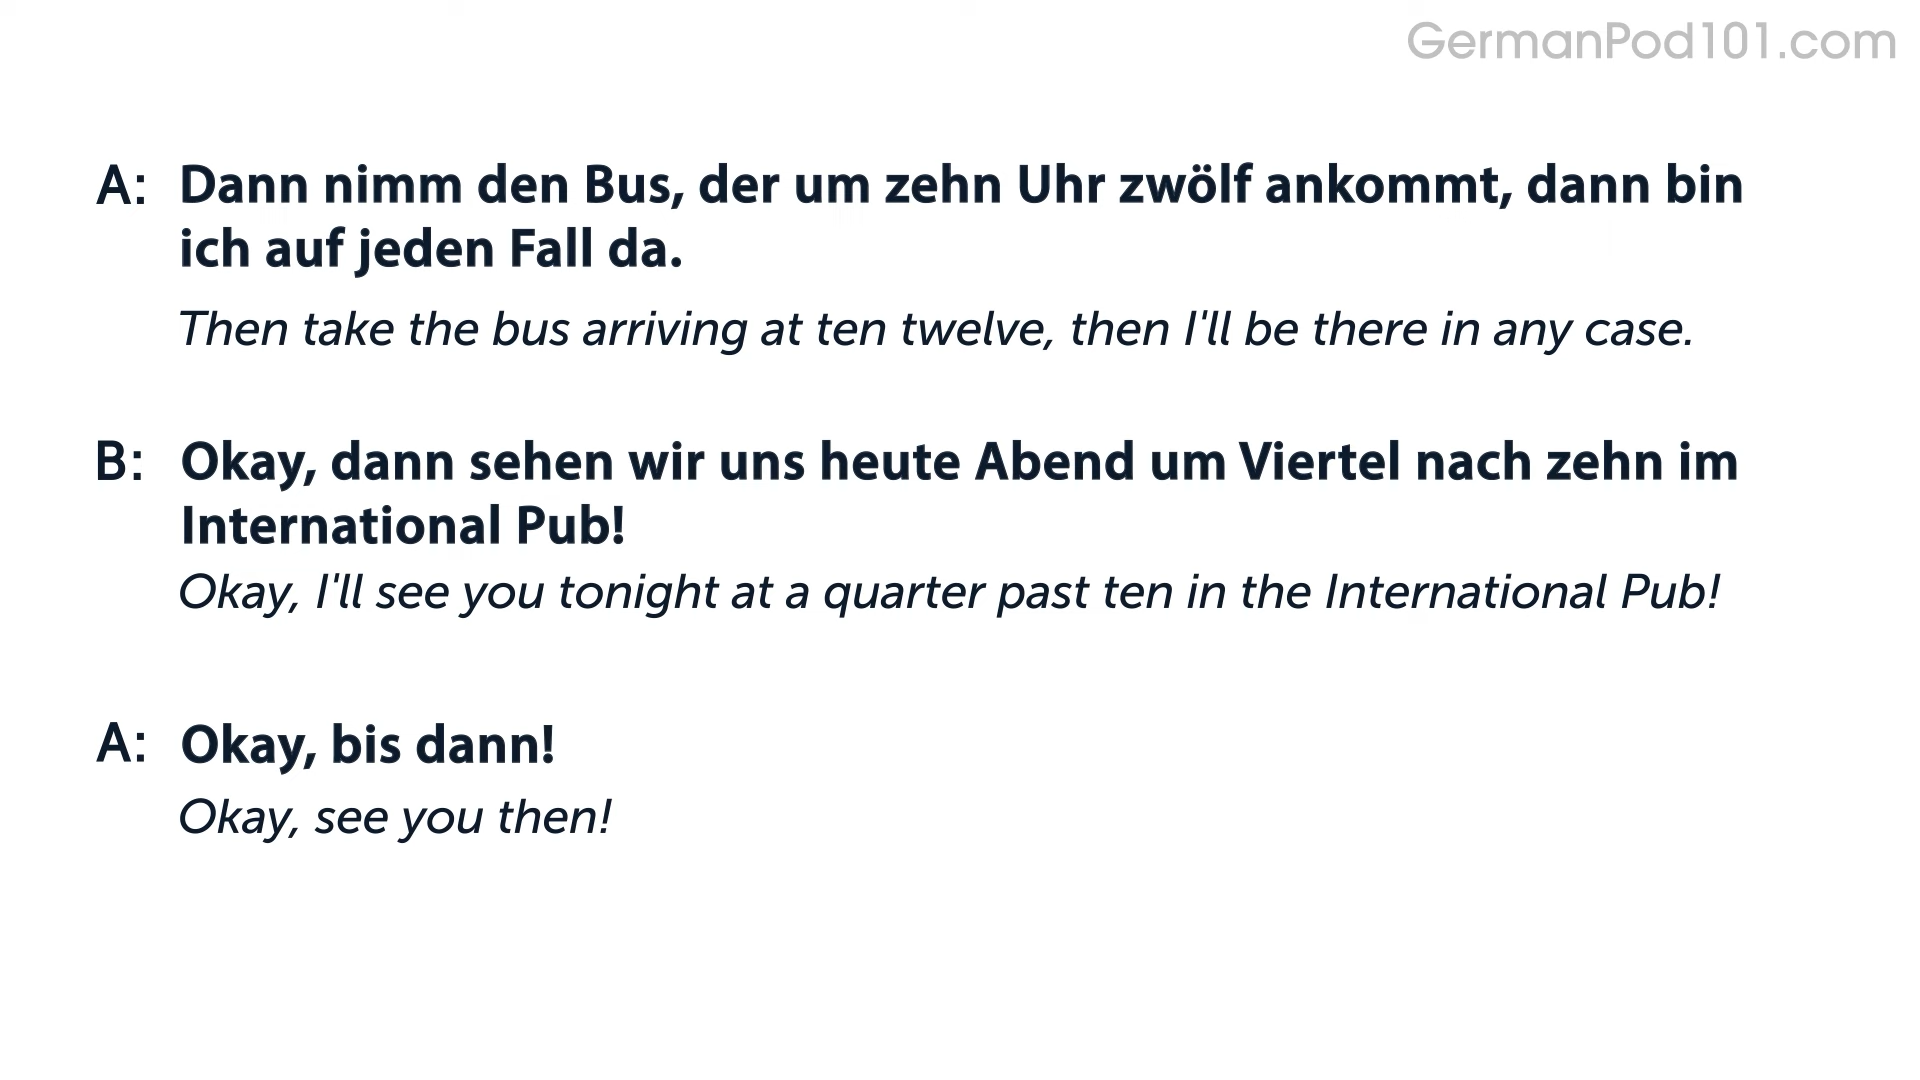 GermanPod101.com
A: Dann nimm den Bus, der um zehn Uhr zwölf ankommt, dann bin
ich auf jeden Fall da.
Then take the bus arriving at ten twelve, then I'll be there in any case.
B: Okay, dann sehen wir uns heute Abend um Viertel nach zehn im
International Pub!
Okay, I'll see you tonight at a quarter past ten in the International Pub!
A: Okay, bis dann!
Okay, see you then!